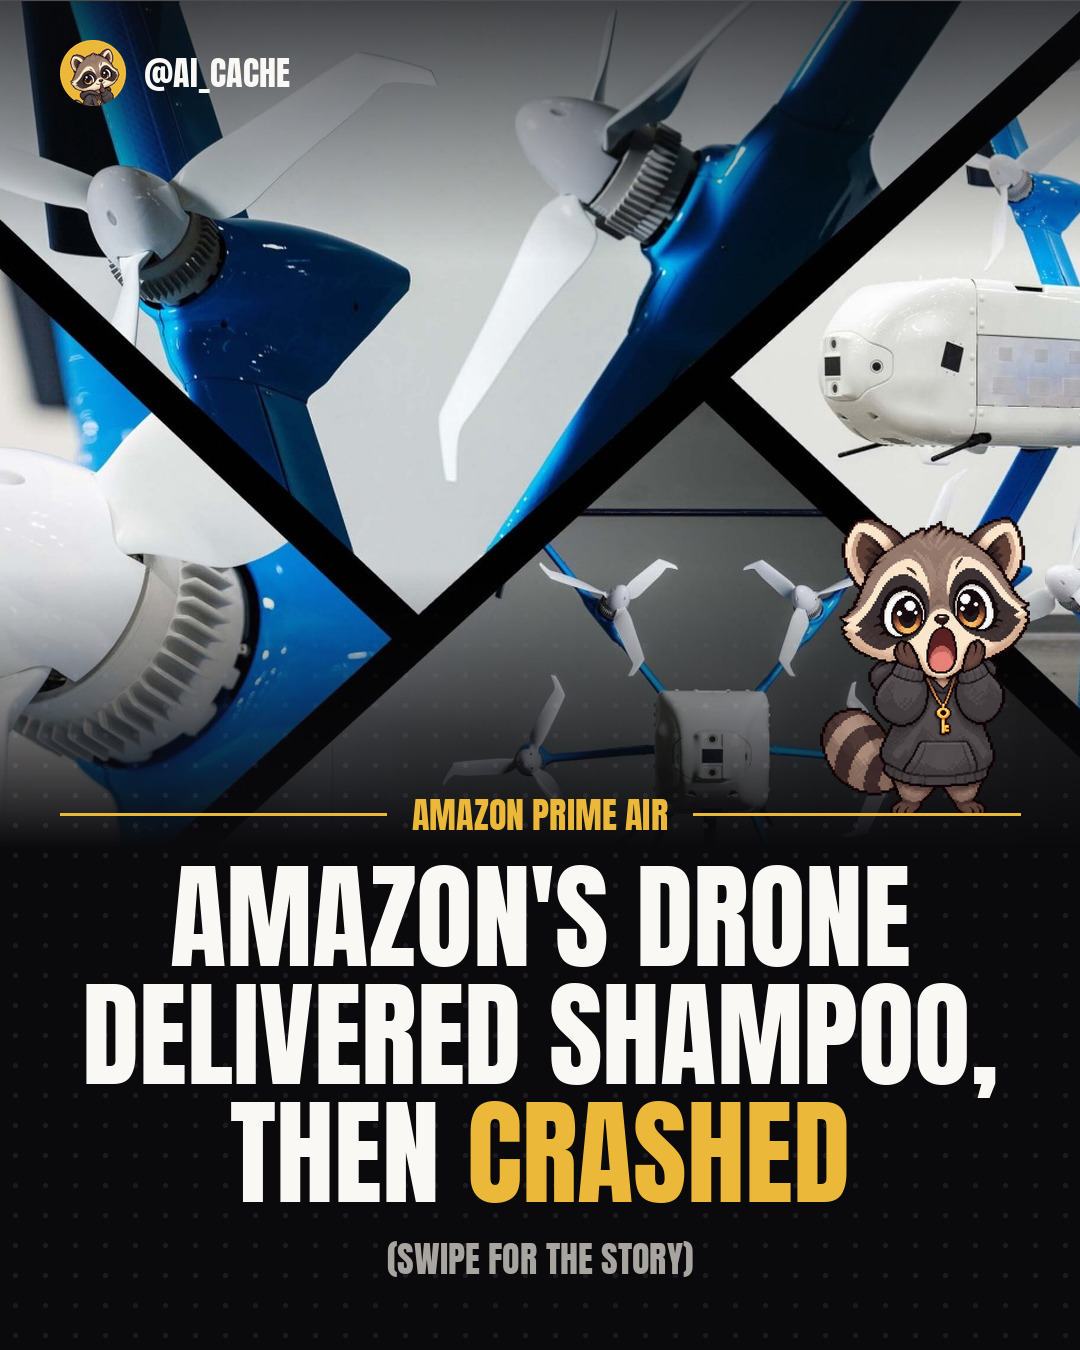 @AI_CACHE
AMAZON PRIME AIR
AMAZON'S DRONE
DELIVERED SHAMPOO,
THEN CRASHED
(SWIPE FOR THE STORY)